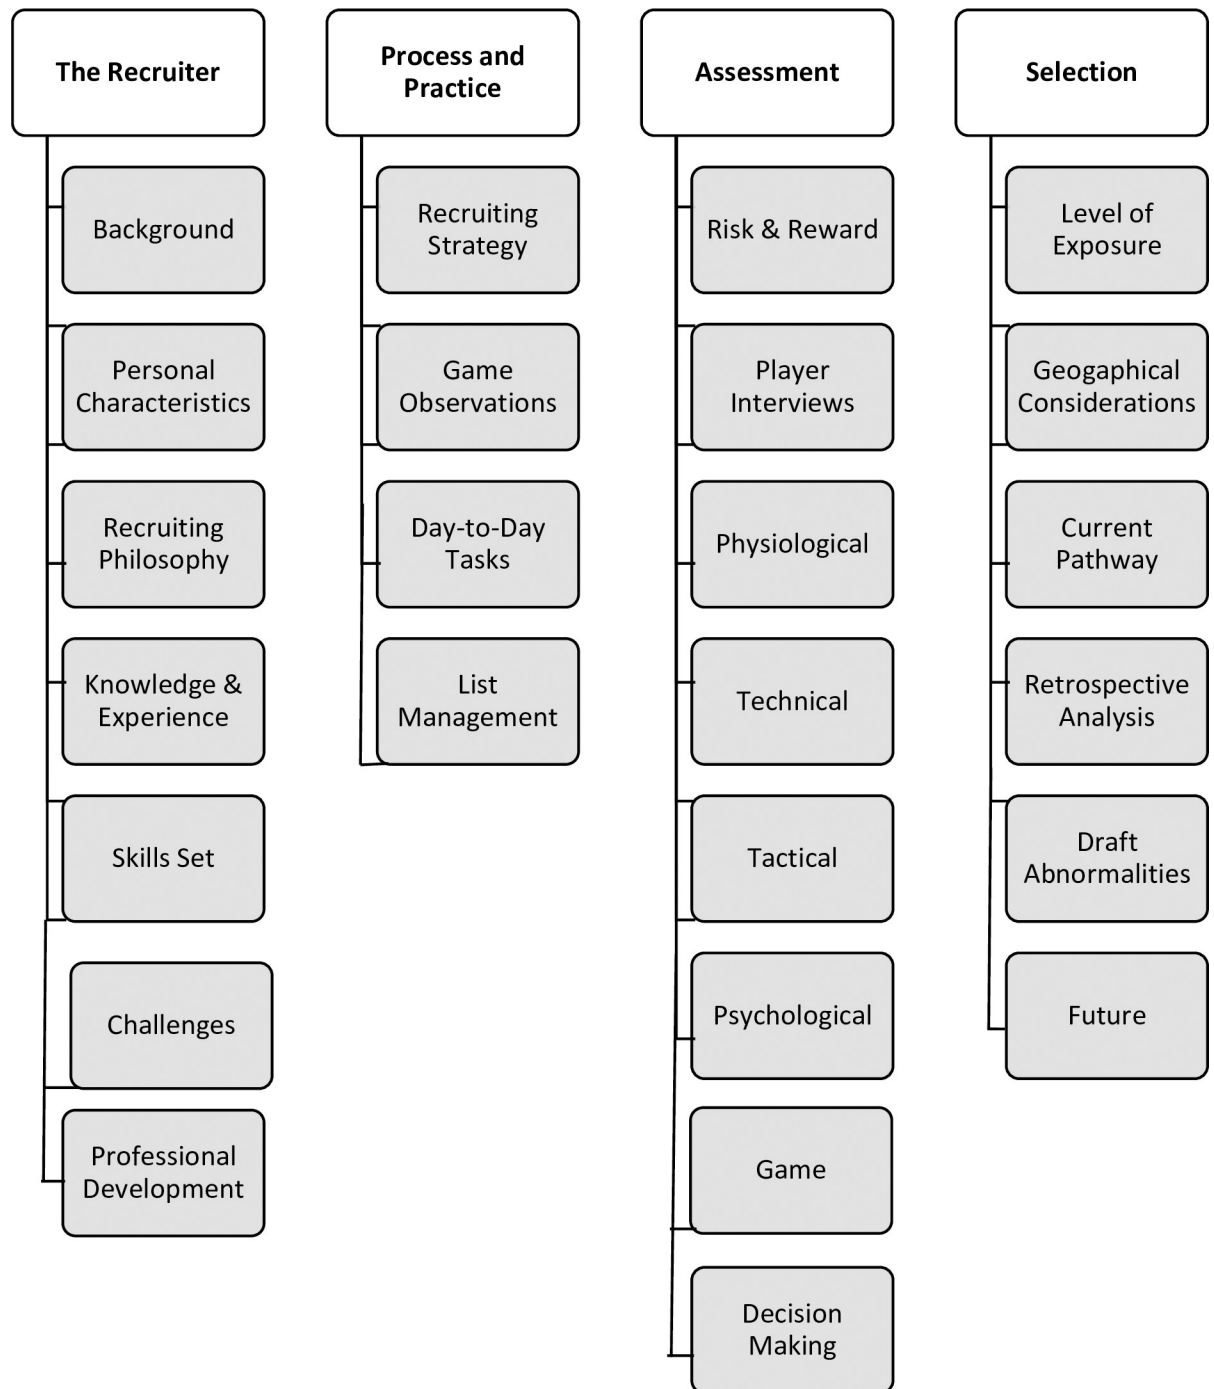 The Recruiter
Background
Personal
Characteristics
Recruiting
Philosophy
Knowledge &
Experience
Skills Set
Challenges
Professional
Development
Process and
Practice
Recruiting
Strategy
Game
Observations
Day-to-Day
Tasks
List
Management
Assessment
Risk & Reward
Player
Interviews
Physiological
Technical
Tactical
Psychological
Game
Decision
Making
Selection
Level of
Exposure
Geogaphical
Considerations
Current
Pathway
Retrospective
Analysis
Draft
Abnormalities
Future